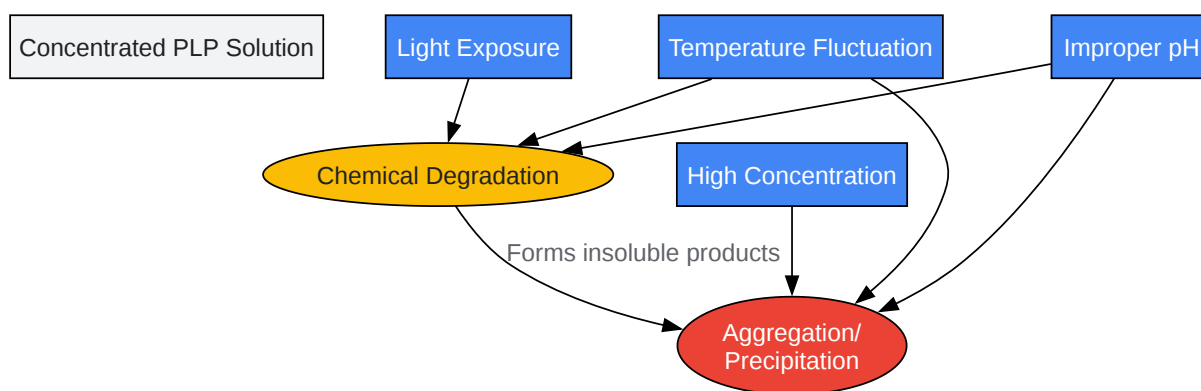 Concentrated PLP Solution
Light Exposure
Temperature Fluctuation
Improper pH
Chemical Degradation
High Concentration
Forms insoluble products
Aggregation/
Precipitation